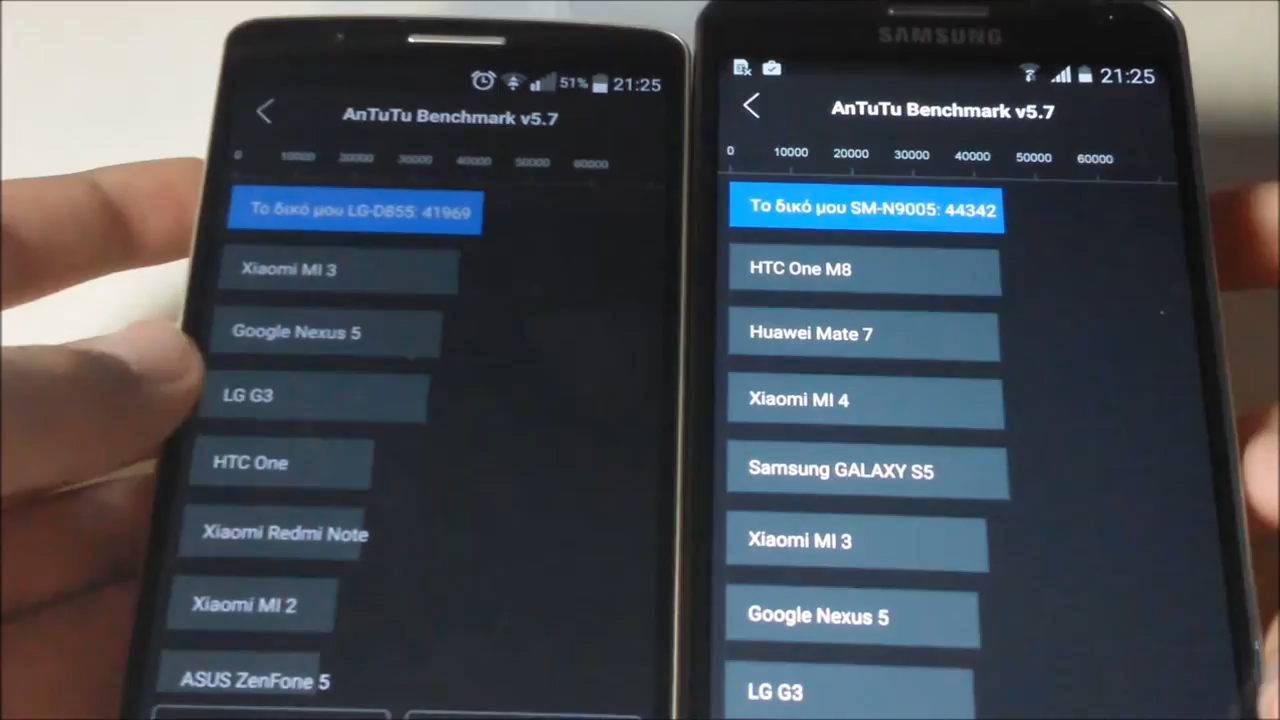 51% 21:25
AnTuTu Benchmark v5.7
0 10000 20000 30000 40000 50000 60000
Το δικό μου LG-D855: 41969
Xiaomi MI 3
Google Nexus 5
LG G3
HTC One
Xiaomi Redmi Note
Xiaomi MI 2
ASUS ZenFone 5
SAMSUNG
21:25
AnTuTu Benchmark v5.7
0 10000 20000 30000 40000 50000 60000
Το δικό μου SM-N9005: 44342
HTC One M8
Huawei Mate 7
Xiaomi MI 4
Samsung GALAXY S5
Xiaomi MI 3
Google Nexus 5
LG G3